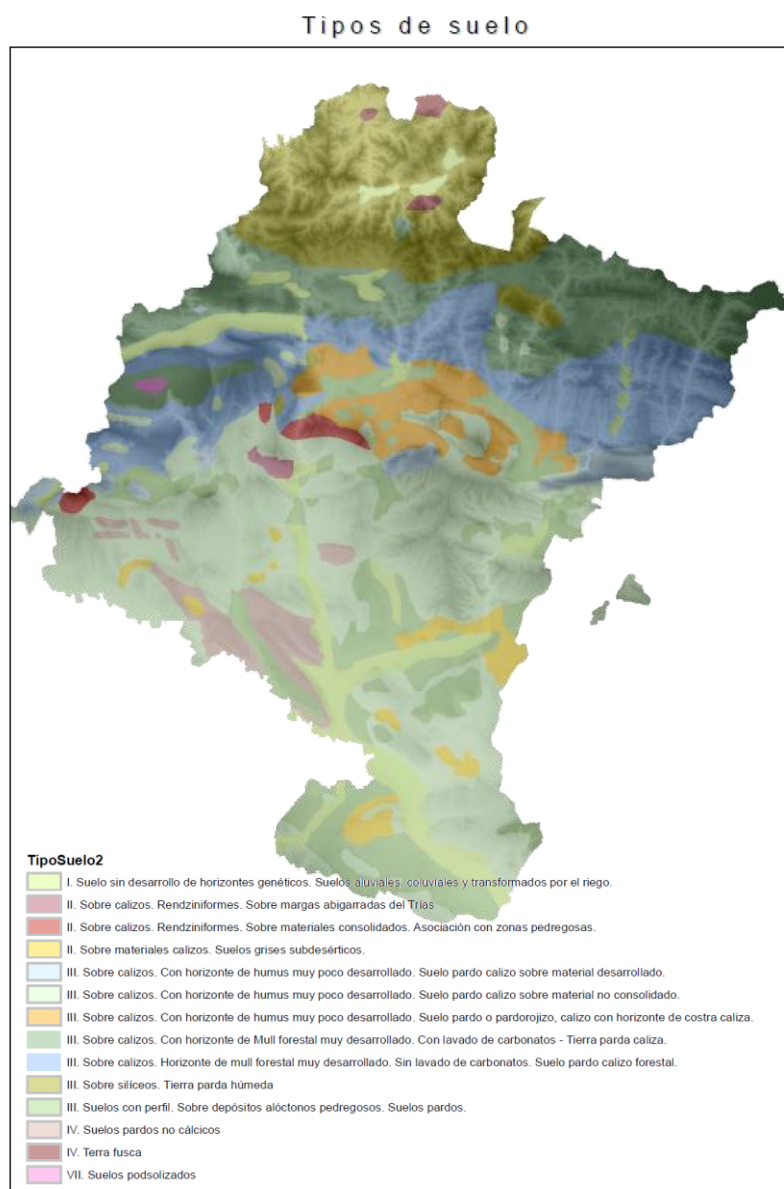 Tipos de suelo
TipoSuelo2
I. Suelo sin desarrollo de horizontes genéticos. Suelos aluviales, coluviales y transformados por el riego.
II. Sobre calizos. Rendziniformes. Sobre margas abigarradas del Trías
II. Sobre calizos. Rendziniformes. Sobre materiales consolidados. Asociación con zonas pedregosas.
II. Sobre materiales calizos. Suelos grises subdesérticos.
III. Sobre calizos. Con horizonte de humus muy poco desarrollado. Suelo pardo calizo sobre material desarrollado.
III. Sobre calizos. Con horizonte de humus muy poco desarrollado. Suelo pardo calizo sobre material no consolidado.
III. Sobre calizos. Con horizonte de humus muy poco desarrollado. Suelo pardo o pardorojizo, calizo con horizonte de costra caliza.
III. Sobre calizos. Con horizonte de Mull forestal muy desarrollado. Con lavado de carbonatos - Tierra parda caliza.
III. Sobre calizos. Horizonte de mull forestal muy desarrollado. Sin lavado de carbonatos. Suelo pardo calizo forestal.
III. Sobre silíceos. Tierra parda húmeda
III. Suelos con perfil. Sobre depósitos alóctonos pedregosos. Suelos pardos.
IV. Suelos pardos no cálcicos
IV. Terra fusca
VII. Suelos podsolizados